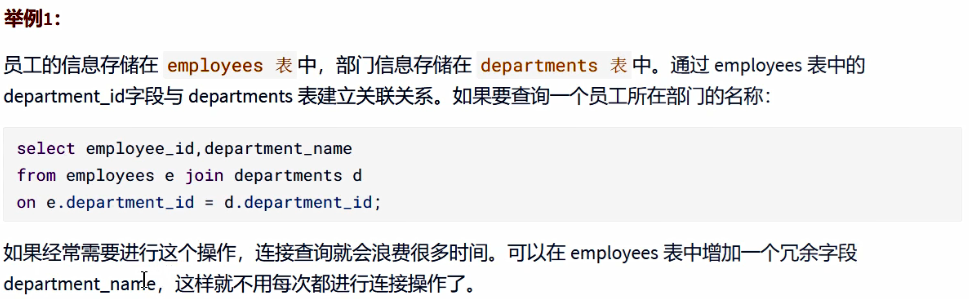 举例1：
员工的信息存储在 employees 表 中，部门信息存储在 departments 表 中。通过 employees 表中的
department_id字段与 departments 表建立关联关系。如果要查询一个员工所在部门的名称：
select employee_id,department_name
from employees e join departments d
on e.department_id = d.department_id;
如果经常需要进行这个操作，连接查询就会浪费很多时间。可以在 employees 表中增加一个冗余字段
department_name，这样就不用每次都进行连接操作了。